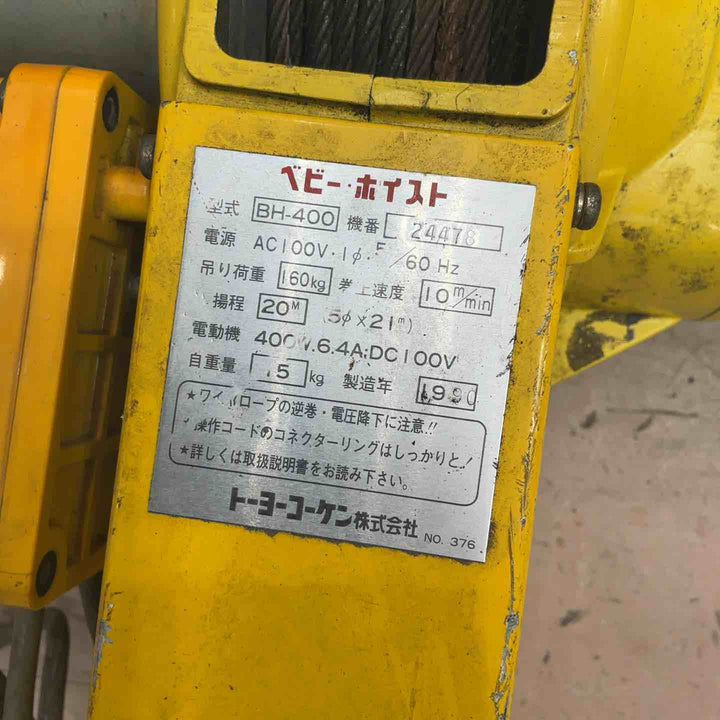 ベビー・ホイスト
型式 BH-400 機番 24478
電源 AC100V・1φ /60 Hz
吊り荷重 160kg 上速度 10m/min
揚程 20M (5φ×21m)
電動機 400W.6.4A:DC100V
自重量 5 kg 製造年 1990
★ワイ ロープの逆巻・電圧降下に注意!!
操作コードのコネクターリングはしっかりと!
★詳しくは取扱説明書をお読み下さい。
トーヨーコーケン株式会社 NO. 376